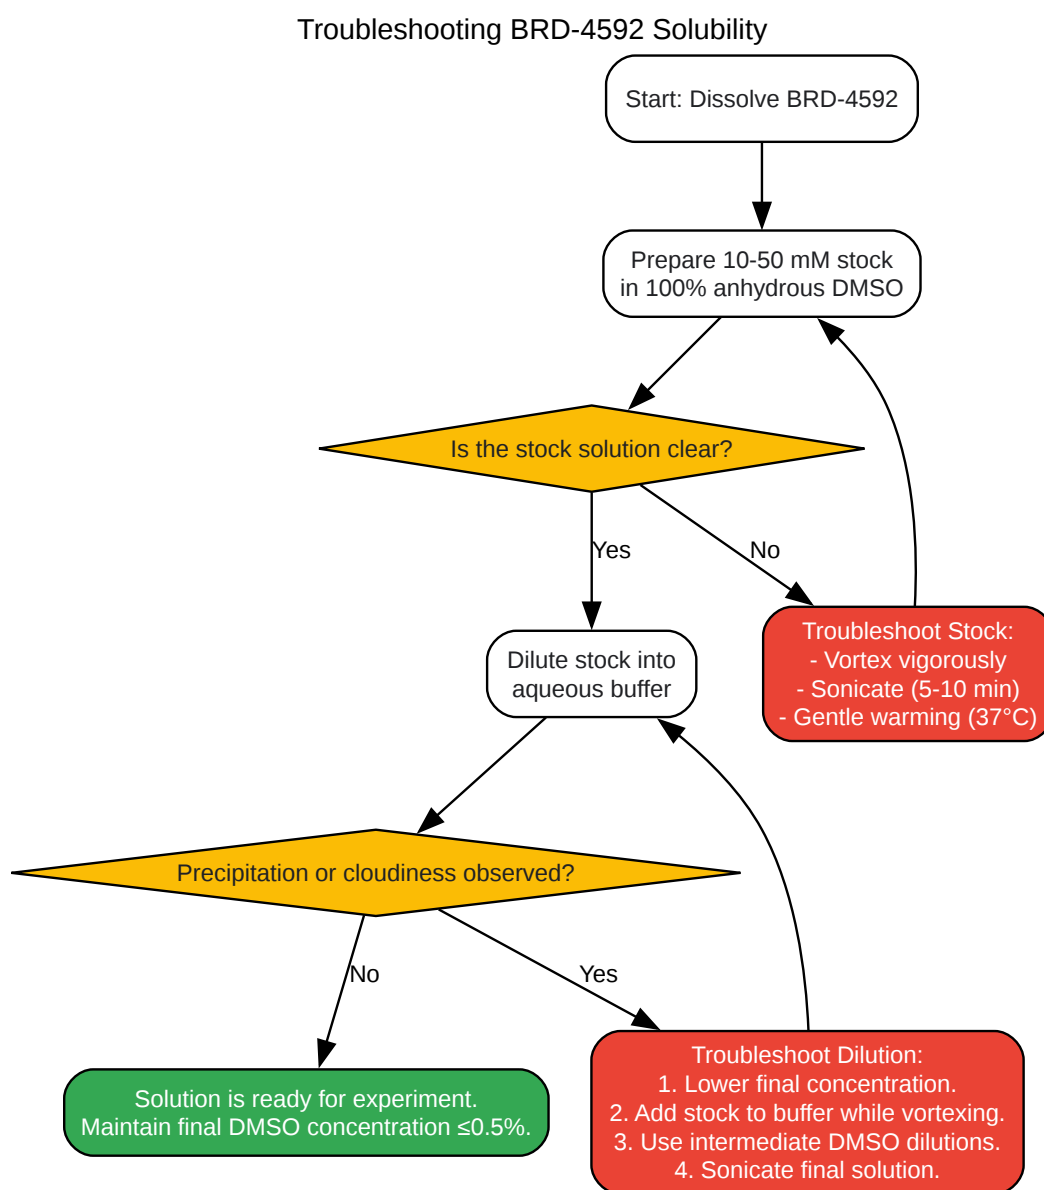 Troubleshooting BRD-4592 Solubility
Start: Dissolve BRD-4592
Prepare 10-50 mM stock
in 100% anhydrous DMSO
Is the stock solution clear?
Yes
No
Troubleshoot Stock:
- Vortex vigorously
- Sonicate (5-10 min)
- Gentle warming (37°C)
Dilute stock into
aqueous buffer
Precipitation or cloudiness observed?
No
Yes
Solution is ready for experiment.
Maintain final DMSO concentration ≤0.5%.
Troubleshoot Dilution:
1. Lower final concentration.
2. Add stock to buffer while vortexing.
3. Use intermediate DMSO dilutions.
4. Sonicate final solution.